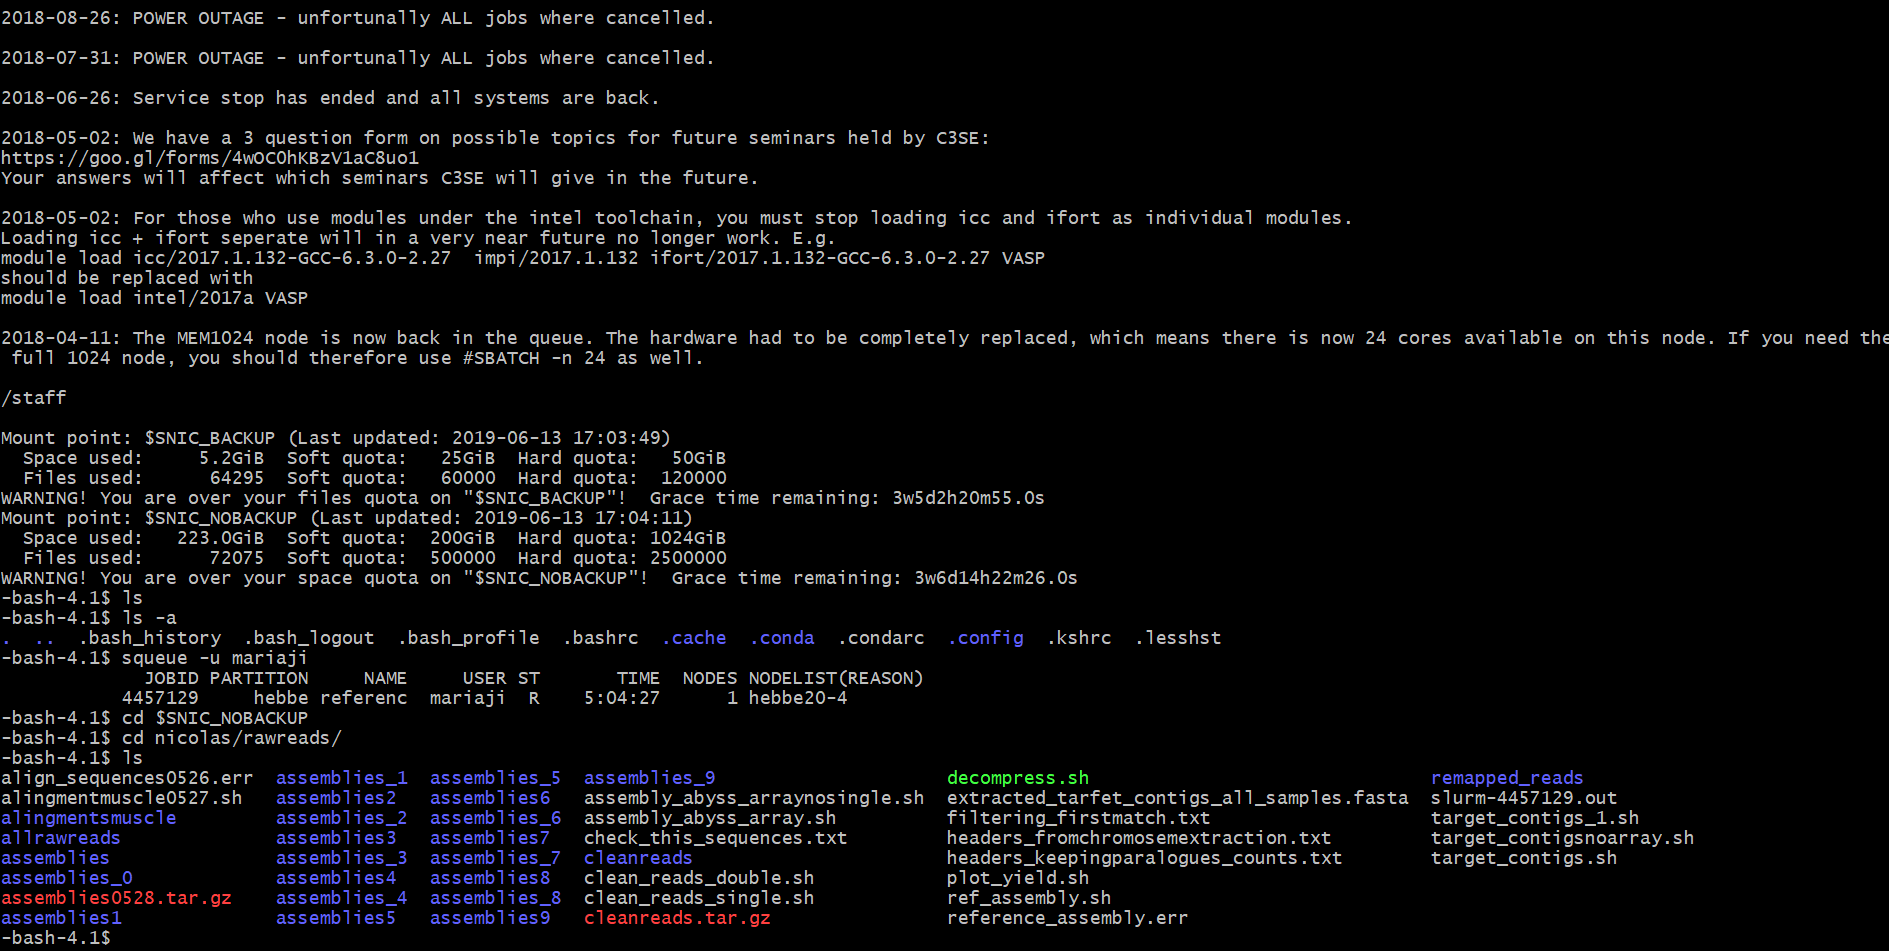 2018-08-26: POWER OUTAGE - unfortunally ALL jobs where cancelled.
2018-07-31: POWER OUTAGE - unfortunally ALL jobs where cancelled.
2018-06-26: Service stop has ended and all systems are back.
2018-05-02: We have a 3 question form on possible topics for future seminars held by C3SE:
https://goo.gl/forms/4wOC0hKBzV1aC8uo1
Your answers will affect which seminars C3SE will give in the future.
2018-05-02: For those who use modules under the intel toolchain, you must stop loading icc and ifort as individual modules.
Loading icc + ifort seperate will in a very near future no longer work. E.g.
module load icc/2017.1.132-GCC-6.3.0-2.27  impi/2017.1.132 ifort/2017.1.132-GCC-6.3.0-2.27 VASP
should be replaced with
module load intel/2017a VASP
2018-04-11: The MEM1024 node is now back in the queue. The hardware had to be completely replaced, which means there is now 24 cores available on this node. If you need the
 full 1024 node, you should therefore use #SBATCH -n 24 as well.
/staff
Mount point: $SNIC_BACKUP (Last updated: 2019-06-13 17:03:49)
  Space used:     5.2GiB  Soft quota:   25GiB  Hard quota:   50GiB
  Files used:      64295  Soft quota:   60000  Hard quota:  120000
WARNING! You are over your files quota on "$SNIC_BACKUP"!  Grace time remaining: 3w5d2h20m55.0s
Mount point: $SNIC_NOBACKUP (Last updated: 2019-06-13 17:04:11)
  Space used:   223.0GiB  Soft quota:  200GiB  Hard quota: 1024GiB
  Files used:      72075  Soft quota:  500000  Hard quota: 2500000
WARNING! You are over your space quota on "$SNIC_NOBACKUP"!  Grace time remaining: 3w6d14h22m26.0s
-bash-4.1$ ls
-bash-4.1$ ls -a
.  ..  .bash_history  .bash_logout  .bash_profile  .bashrc  .cache  .conda  .condarc  .config  .kshrc  .lesshst
-bash-4.1$ squeue -u mariaji
             JOBID PARTITION     NAME     USER ST       TIME  NODES NODELIST(REASON)
           4457129     hebbe referenc  mariaji  R    5:04:27      1 hebbe20-4
-bash-4.1$ cd $SNIC_NOBACKUP
-bash-4.1$ cd nicolas/rawreads/
-bash-4.1$ ls
align_sequences0526.err  assemblies_1  assemblies_5  assemblies_9                     decompress.sh                               remapped_reads
alingmentmuscle0527.sh   assemblies2   assemblies6   assembly_abyss_arraynosingle.sh  extracted_tarfet_contigs_all_samples.fasta  slurm-4457129.out
alingmentsmuscle         assemblies_2  assemblies_6  assembly_abyss_array.sh          filtering_firstmatch.txt                    target_contigs_1.sh
allrawreads              assemblies3   assemblies7   check_this_sequences.txt         headers_fromchromosemextraction.txt         target_contigsnoarray.sh
assemblies               assemblies_3  assemblies_7  cleanreads                       headers_keepingparalogues_counts.txt        target_contigs.sh
assemblies_0             assemblies4   assemblies8   clean_reads_double.sh            plot_yield.sh
assemblies0528.tar.gz    assemblies_4  assemblies_8  clean_reads_single.sh            ref_assembly.sh
assemblies1              assemblies5   assemblies9   cleanreads.tar.gz                reference_assembly.err
-bash-4.1$